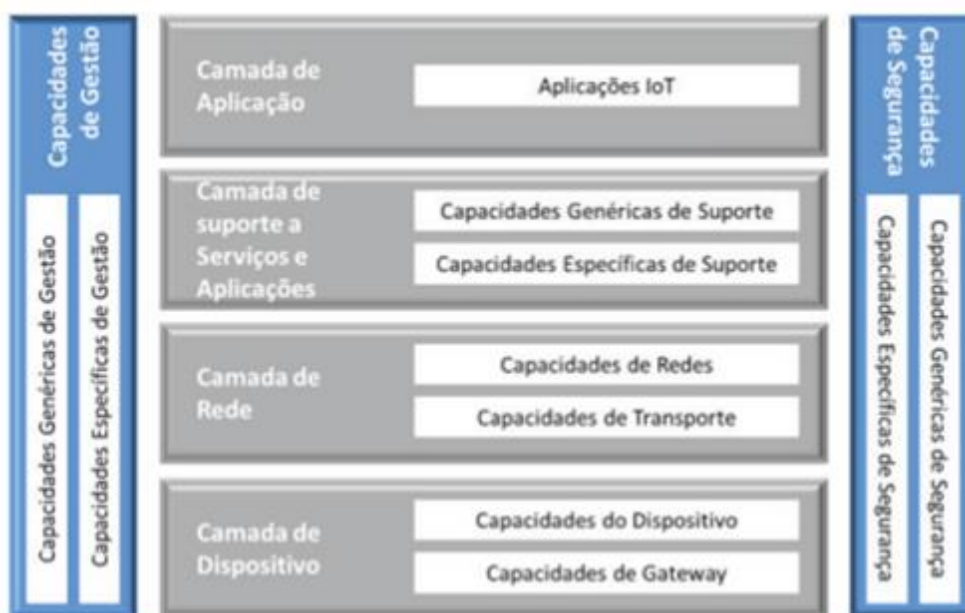 Capacidades
de Gestão
Capacidades Genéricas de Gestão
Capacidades Específicas de Gestão
Camada de
Aplicação
Aplicações IoT
Camada de
suporte a
Serviços e
Aplicações
Capacidades Genéricas de Suporte
Capacidades Específicas de Suporte
Camada de
Rede
Capacidades de Redes
Capacidades de Transporte
Camada de
Dispositivo
Capacidades do Dispositivo
Capacidades de Gateway
Capacidades
de Segurança
Capacidades Específicas de Segurança
Capacidades Genéricas de Segurança